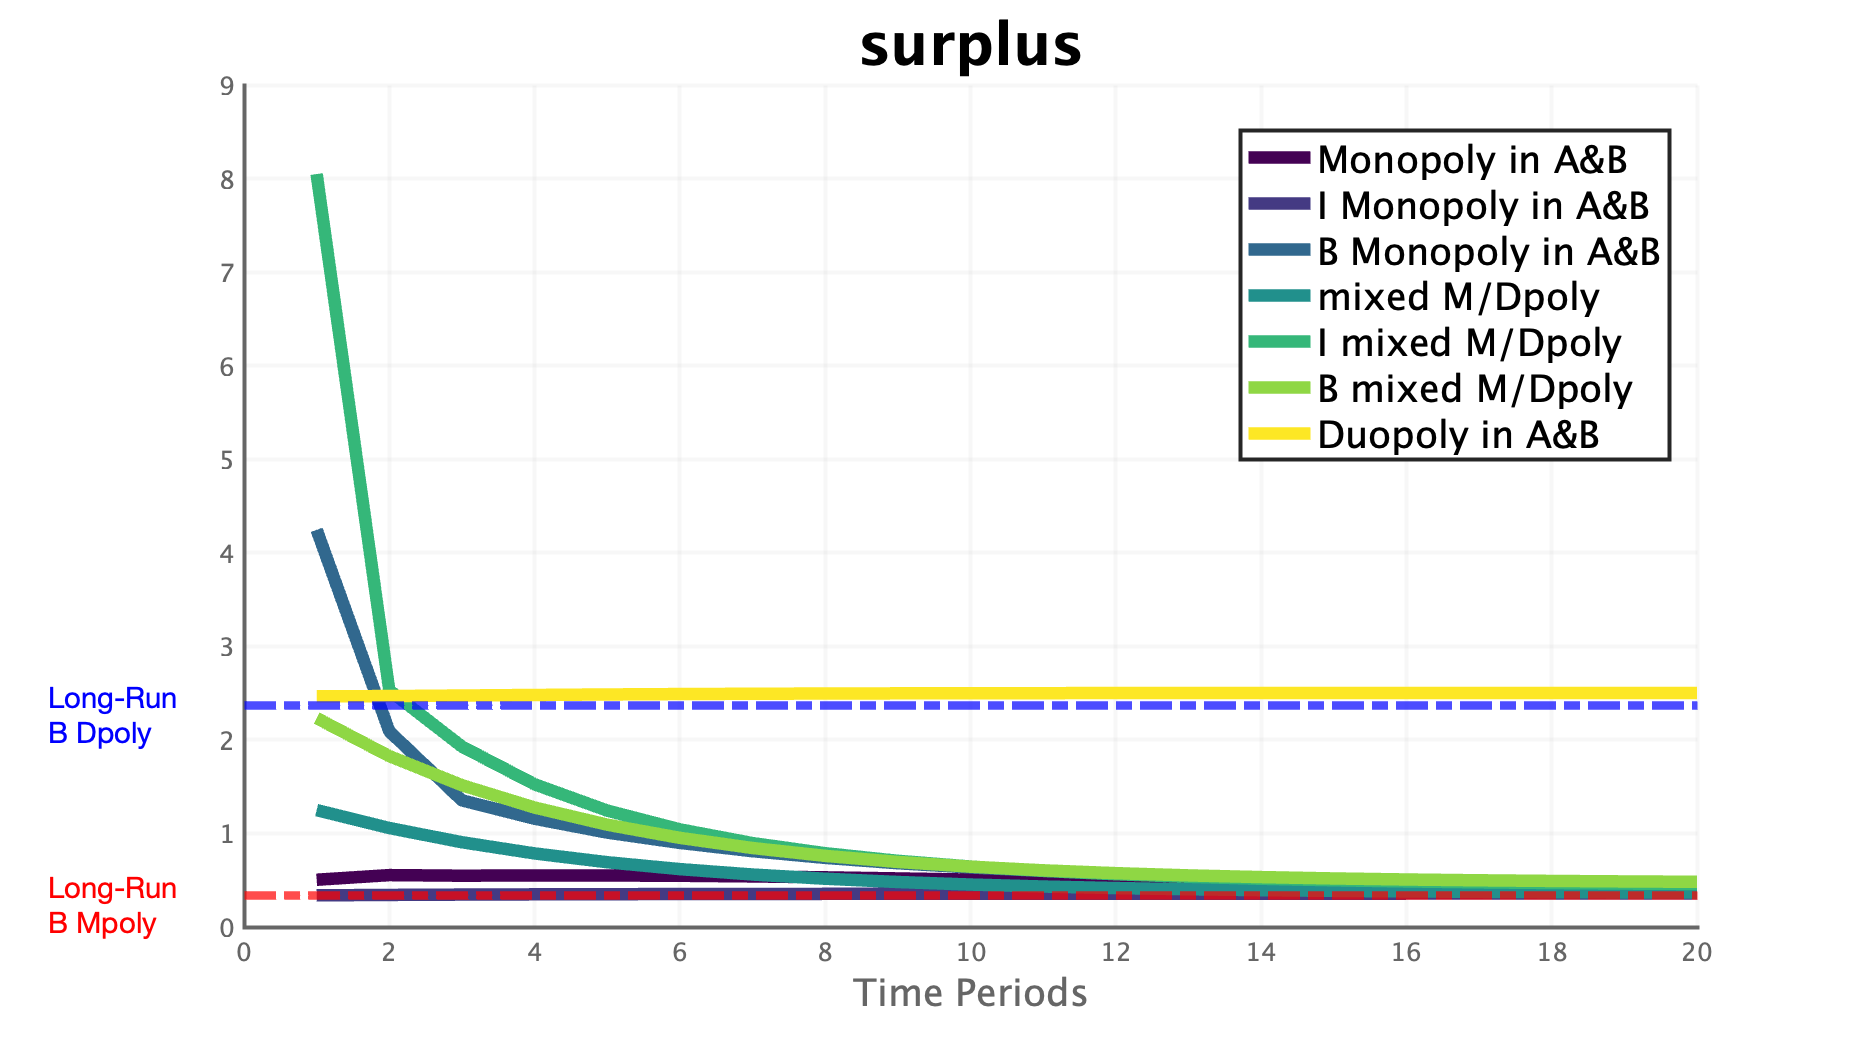 surplus
9
8
7
6
5
4
3
2
1
0
Monopoly in A&B
I Monopoly in A&B
B Monopoly in A&B
mixed M/Dpoly
I mixed M/Dpoly
B mixed M/Dpoly
Duopoly in A&B
Long-Run
B Dpoly
Long-Run
B Mpoly
0 2 4 6 8 10 12 14 16 18 20
Time Periods